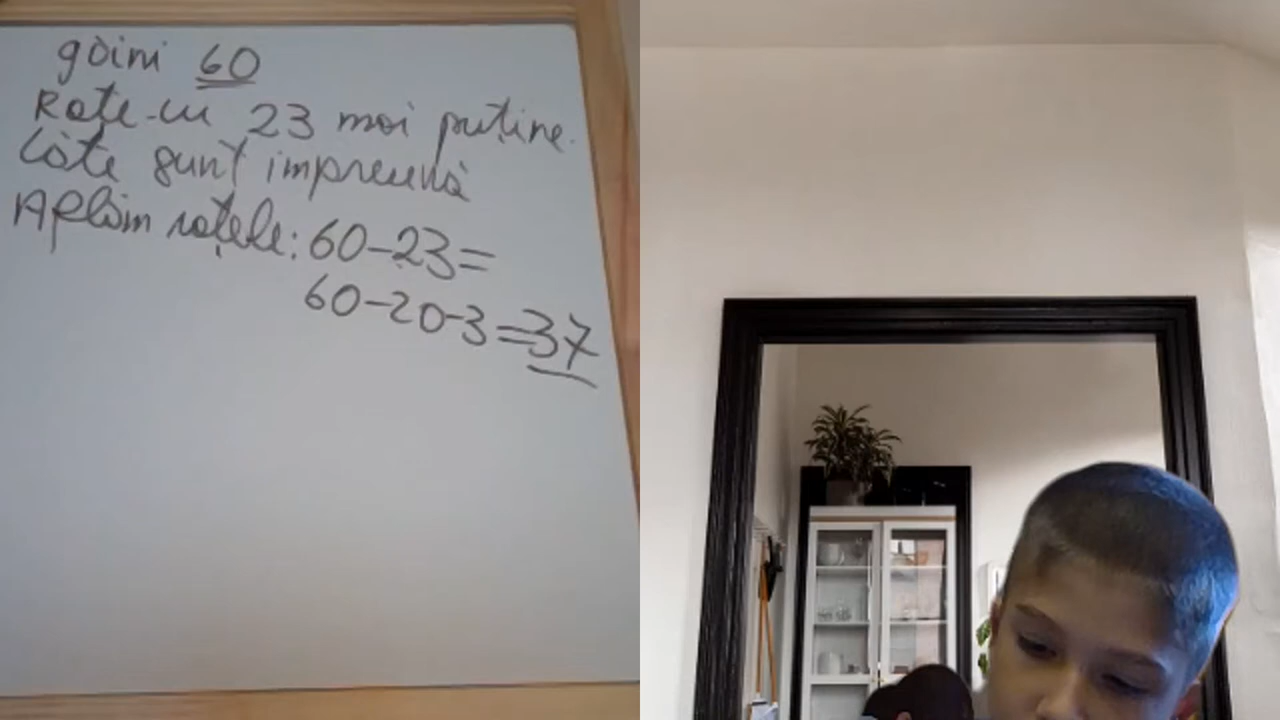 găini 60
Rațe-cu 23 mai puține.
Câte sunt împreună
Aflăm rațele: 60-23=
60-20-3=37